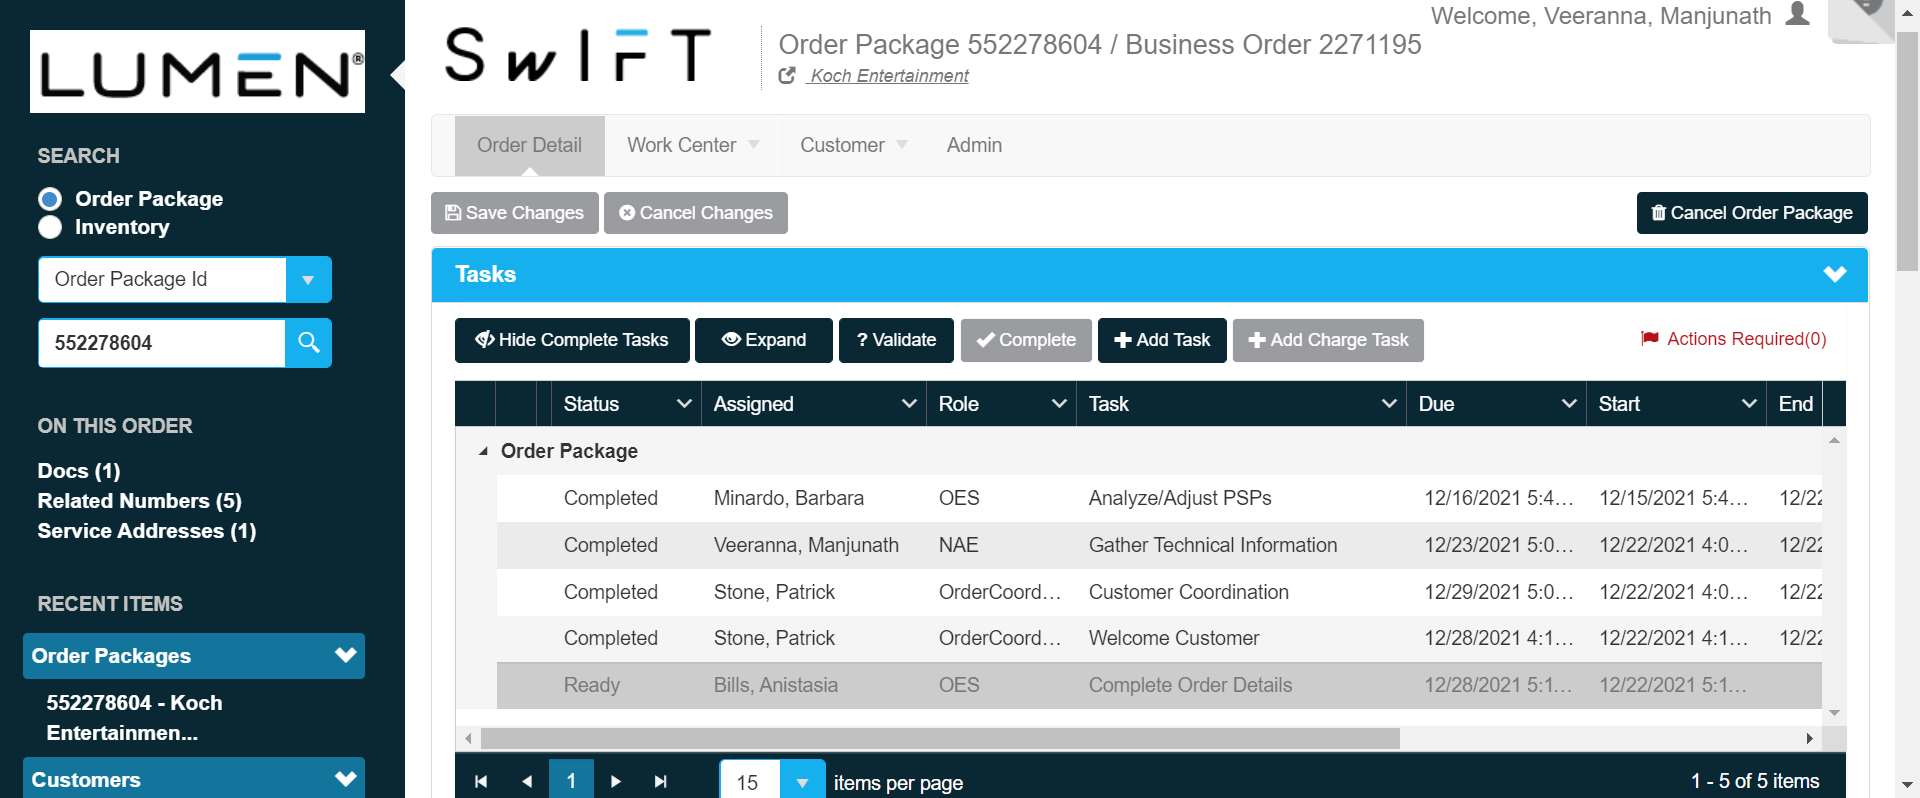 LUMEN®
SEARCH
Order Package
Inventory
Order Package Id
552278604
ON THIS ORDER
Docs (1)
Related Numbers (5)
Service Addresses (1)
RECENT ITEMS
Order Packages
552278604 - Koch
Entertainmen...
Customers
SwIFT
Order Package 552278604 / Business Order 2271195
Koch Entertainment
Welcome, Veeranna, Manjunath
Order Detail Work Center Customer Admin
Save Changes Cancel Changes Cancel Order Package
Tasks
Hide Complete Tasks Expand ? Validate Complete Add Task Add Charge Task Actions Required(0)
Status Assigned Role Task Due Start End
Order Package
Completed Minardo, Barbara OES Analyze/Adjust PSPs 12/16/2021 5:4... 12/15/2021 5:4... 12/22
Completed Veeranna, Manjunath NAE Gather Technical Information 12/23/2021 5:0... 12/22/2021 4:0... 12/22
Completed Stone, Patrick OrderCoord... Customer Coordination 12/29/2021 5:0... 12/22/2021 4:0... 12/22
Completed Stone, Patrick OrderCoord... Welcome Customer 12/28/2021 4:1... 12/22/2021 4:1... 12/22
Ready Bills, Anistasia OES Complete Order Details 12/28/2021 5:1... 12/22/2021 5:1...
1 15 items per page 1 - 5 of 5 items